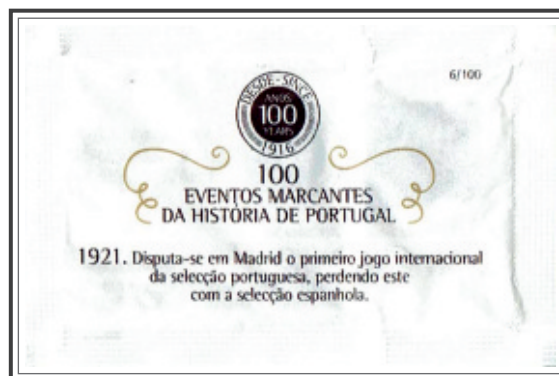 6/100
DESDE - SINCE
ANOS
100
YEARS
1916
100
EVENTOS MARCANTES
DA HISTÓRIA DE PORTUGAL
1921. Disputa-se em Madrid o primeiro jogo internacional
da selecção portuguesa, perdendo este
com a selecção espanhola.